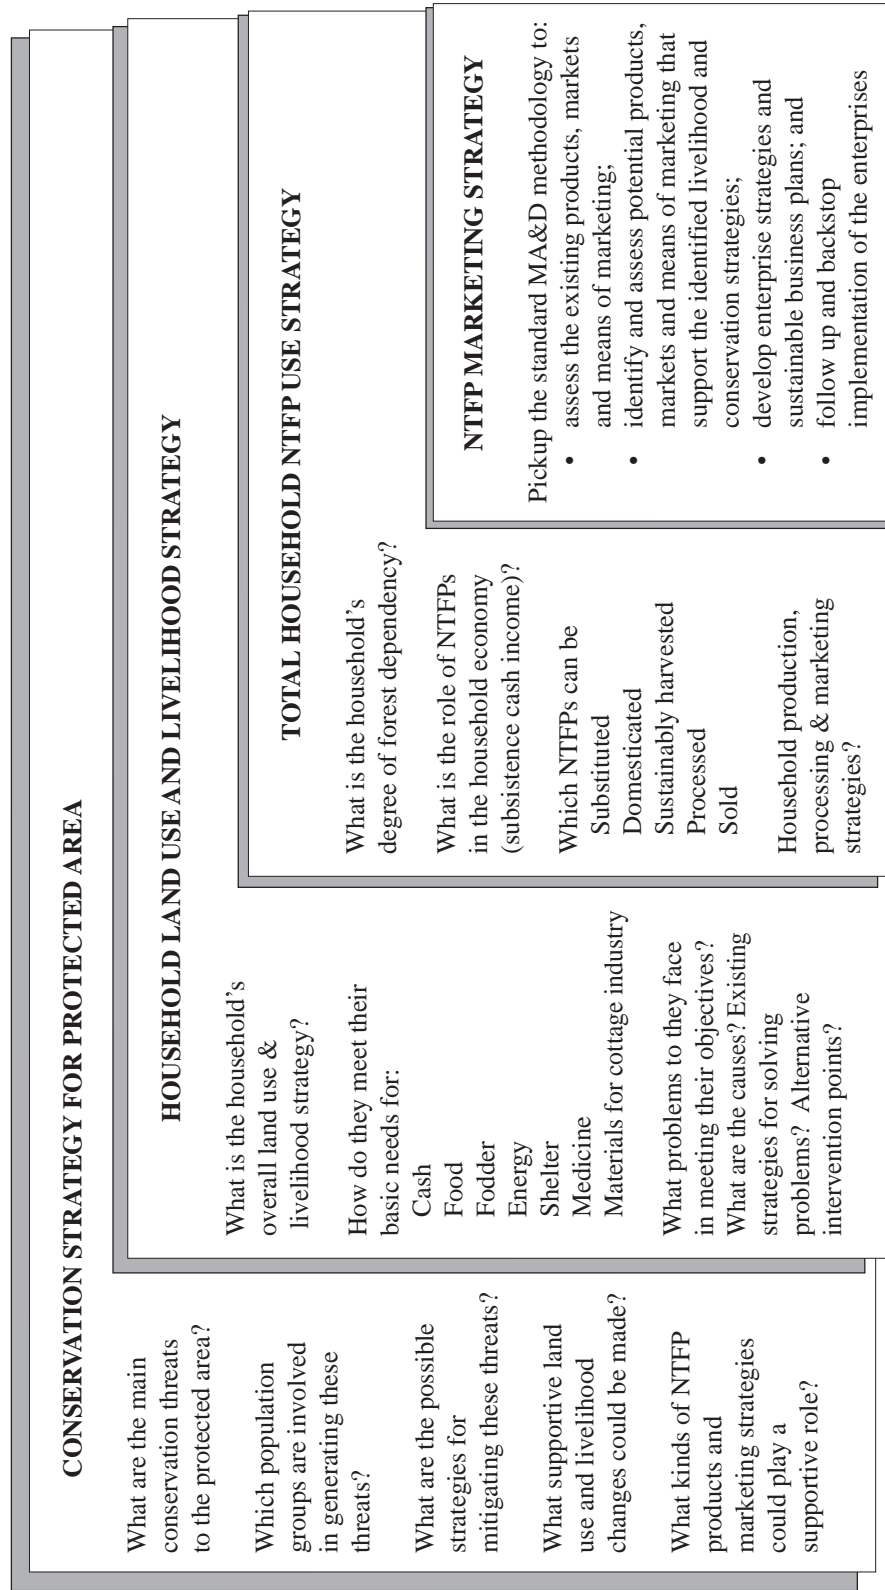 CONSERVATION STRATEGY FOR PROTECTED AREA
What are the main
conservation threats
to the protected area?
Which population
groups are involved
in generating these
threats?
What are the possible
strategies for
mitigating these threats?
What supportive land
use and livelihood
changes could be made?
What kinds of NTFP
products and
marketing strategies
could play a
supportive role?
HOUSEHOLD LAND USE AND LIVELIHOOD STRATEGY
What is the household's
overall land use &
livelihood strategy?
How do they meet their
basic needs for:
Cash
Food
Fodder
Energy
Shelter
Medicine
Materials for cottage industry
What problems to they face
in meeting their objectives?
What are the causes? Existing
strategies for solving
problems? Alternative
intervention points?
TOTAL HOUSEHOLD NTFP USE STRATEGY
What is the household's
degree of forest dependency?
What is the role of NTFPs
in the household economy
(subsistence cash income)?
Which NTFPs can be
Substituted
Domesticated
Sustainably harvested
Processed
Sold
Household production,
processing & marketing
strategies?
NTFP MARKETING STRATEGY
Pickup the standard MA&D methodology to:
• assess the existing products, markets
and means of marketing;
• identify and assess potential products,
markets and means of marketing that
support the identified livelihood and
conservation strategies;
• develop enterprise strategies and
sustainable business plans; and
• follow up and backstop
implementation of the enterprises